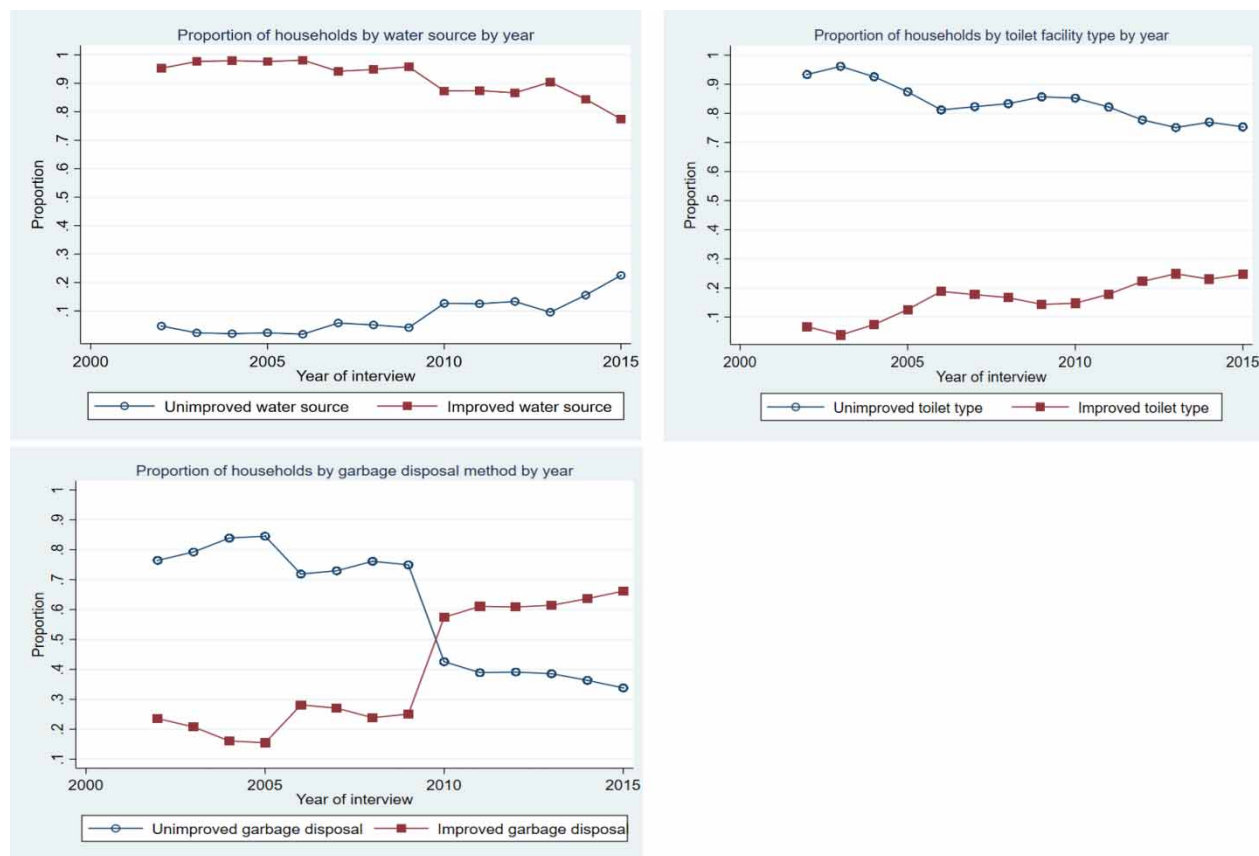 Proportion of households by water source by year
1
.9
.8
.7
.6
.5
.4
.3
.2
.1
Proportion
2000 2005 2010 2015
Year of interview
Unimproved water source Improved water source
Proportion of households by toilet facility type by year
1
.9
.8
.7
.6
.5
.4
.3
.2
.1
Proportion
2000 2005 2010 2015
Year of interview
Unimproved toilet type Improved toilet type
Proportion of households by garbage disposal method by year
1
.9
.8
.7
.6
.5
.4
.3
.2
.1
Proportion
2000 2005 2010 2015
Year of interview
Unimproved garbage disposal Improved garbage disposal